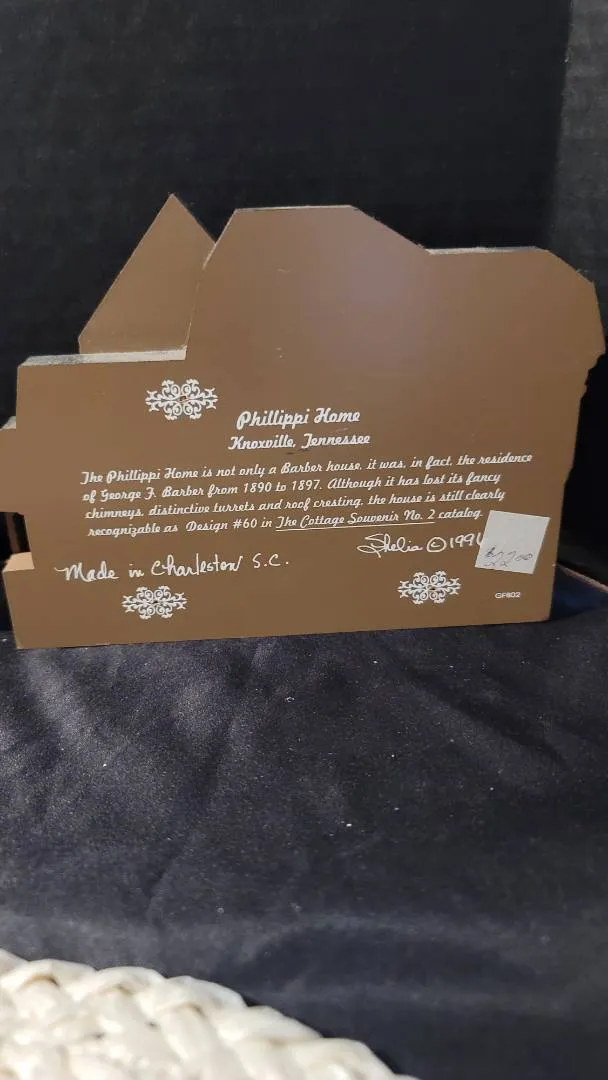 Phillippi Home
Knoxville, Tennessee
The Phillippi Home is not only a Barber house, it was, in fact, the residence
of George F. Barber from 1890 to 1897. Although it has lost its fancy
chimneys, distinctive turrets and roof cresting, the house is still clearly
recognizable as Design #60 in The Cottage Souvenir No. 2 catalog.
Shelia ©199
Made in Charleston S.C.
$22.00
GF802